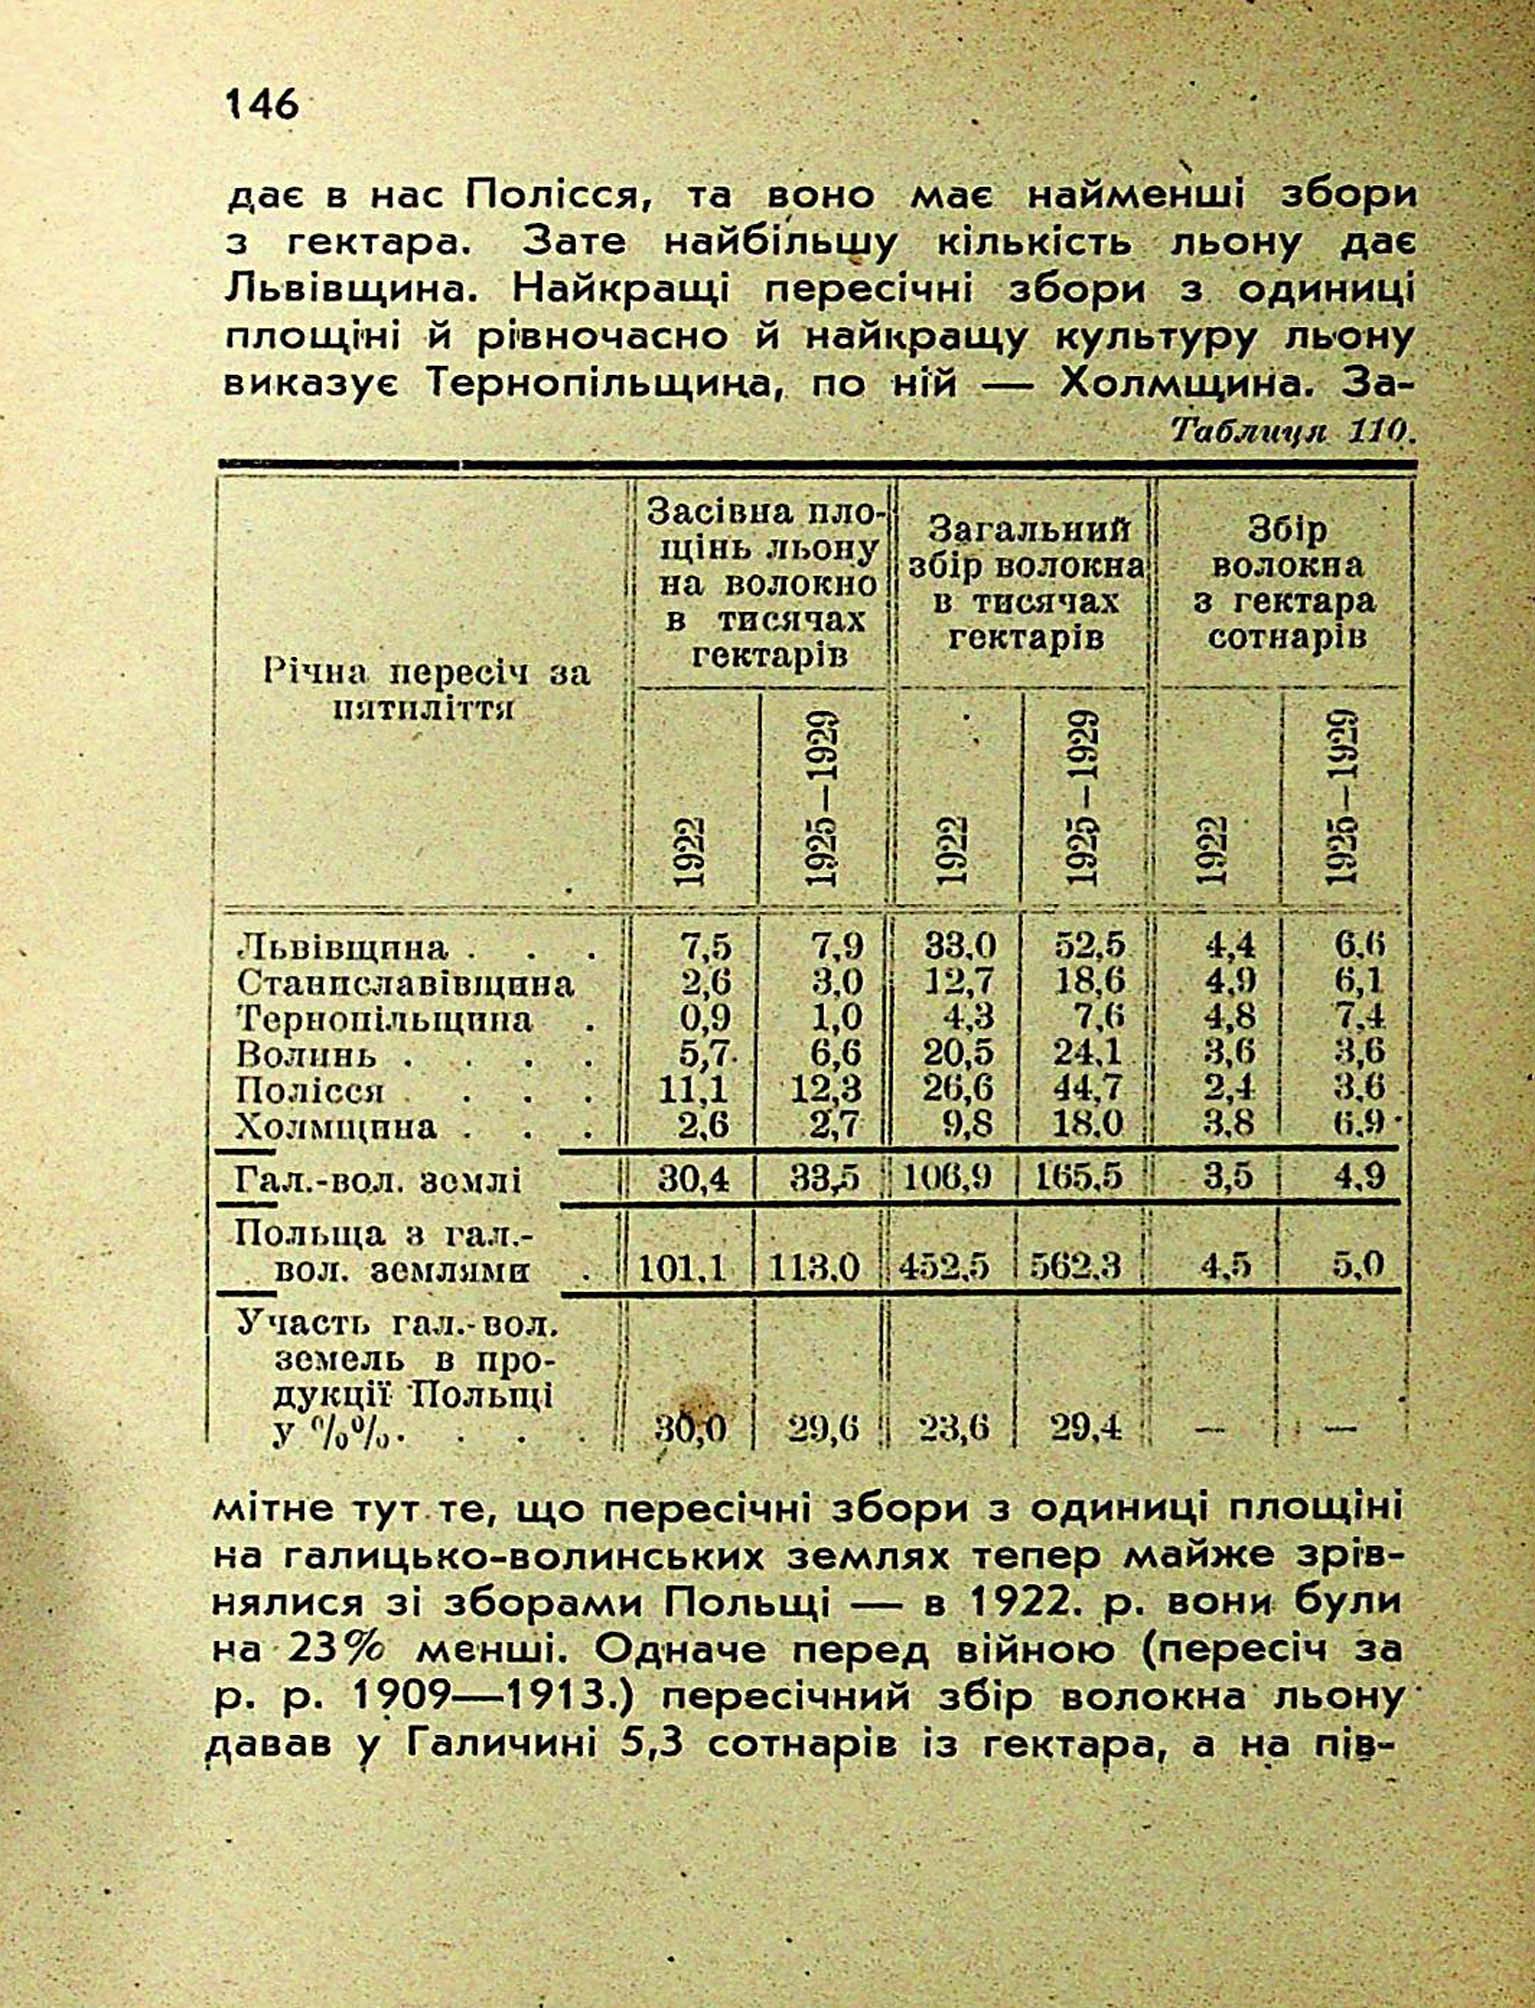 146
дає в нас Полісся, та воно має найменші збори
з гектара. Зате найбільшу кількість льону дає
Львівщина. Найкращі пересічні збори з одиниці
площіні й рівночасно й найкращу культуру льону
виказує Тернопільщина, по ній — Холмщина. За-
Таблиця 110.
Річна пересіч за
пятиліття
Засівна пло-
щінь льону
на волокно
в тисячах
гектарів
Загальний
збір волокна
в тисячах
гектарів
Збір
волокна
з гектара
сотнарів
1922 1925—1929 1922 1925—1929 1922 1925—1929
Львівщина . . . 7,5 7,9 33,0 52,5 4,4 6,6
Станиславівщина 2,6 3,0 12,7 18,6 4,9 6,1
Тернопільщина . 0,9 1,0 4,3 7,6 4,8 7,4
Волинь . . . . 5,7 6,6 20,5 24,1 3,6 3,6
Полісся . . . . 11,1 12,3 26,6 44,7 2,4 3,6
Холмщина . . . 2,6 2,7 9,8 18,0 3,8 6,9
Гал.-вол. землі 30,4 33,5 106,9 165,5 3,5 4,9
Польща з гал.-
вол. землями . 101,1 113,0 452,5 562,3 4,5 5,0
Участь гал.-вол.
земель в про-
дукції Польщі
у %%. . . . 30,0 29,6 23,6 29,4 — —
мітне тут те, що пересічні збори з одиниці площіні
на галицько-волинських землях тепер майже зрів-
нялися зі зборами Польщі — в 1922. р. вони були
на 23% менші. Одначе перед війною (пересіч за
р. р. 1909—1913.) пересічний збір волокна льону
давав у Галичині 5,3 сотнарів із гектара, а на пів-